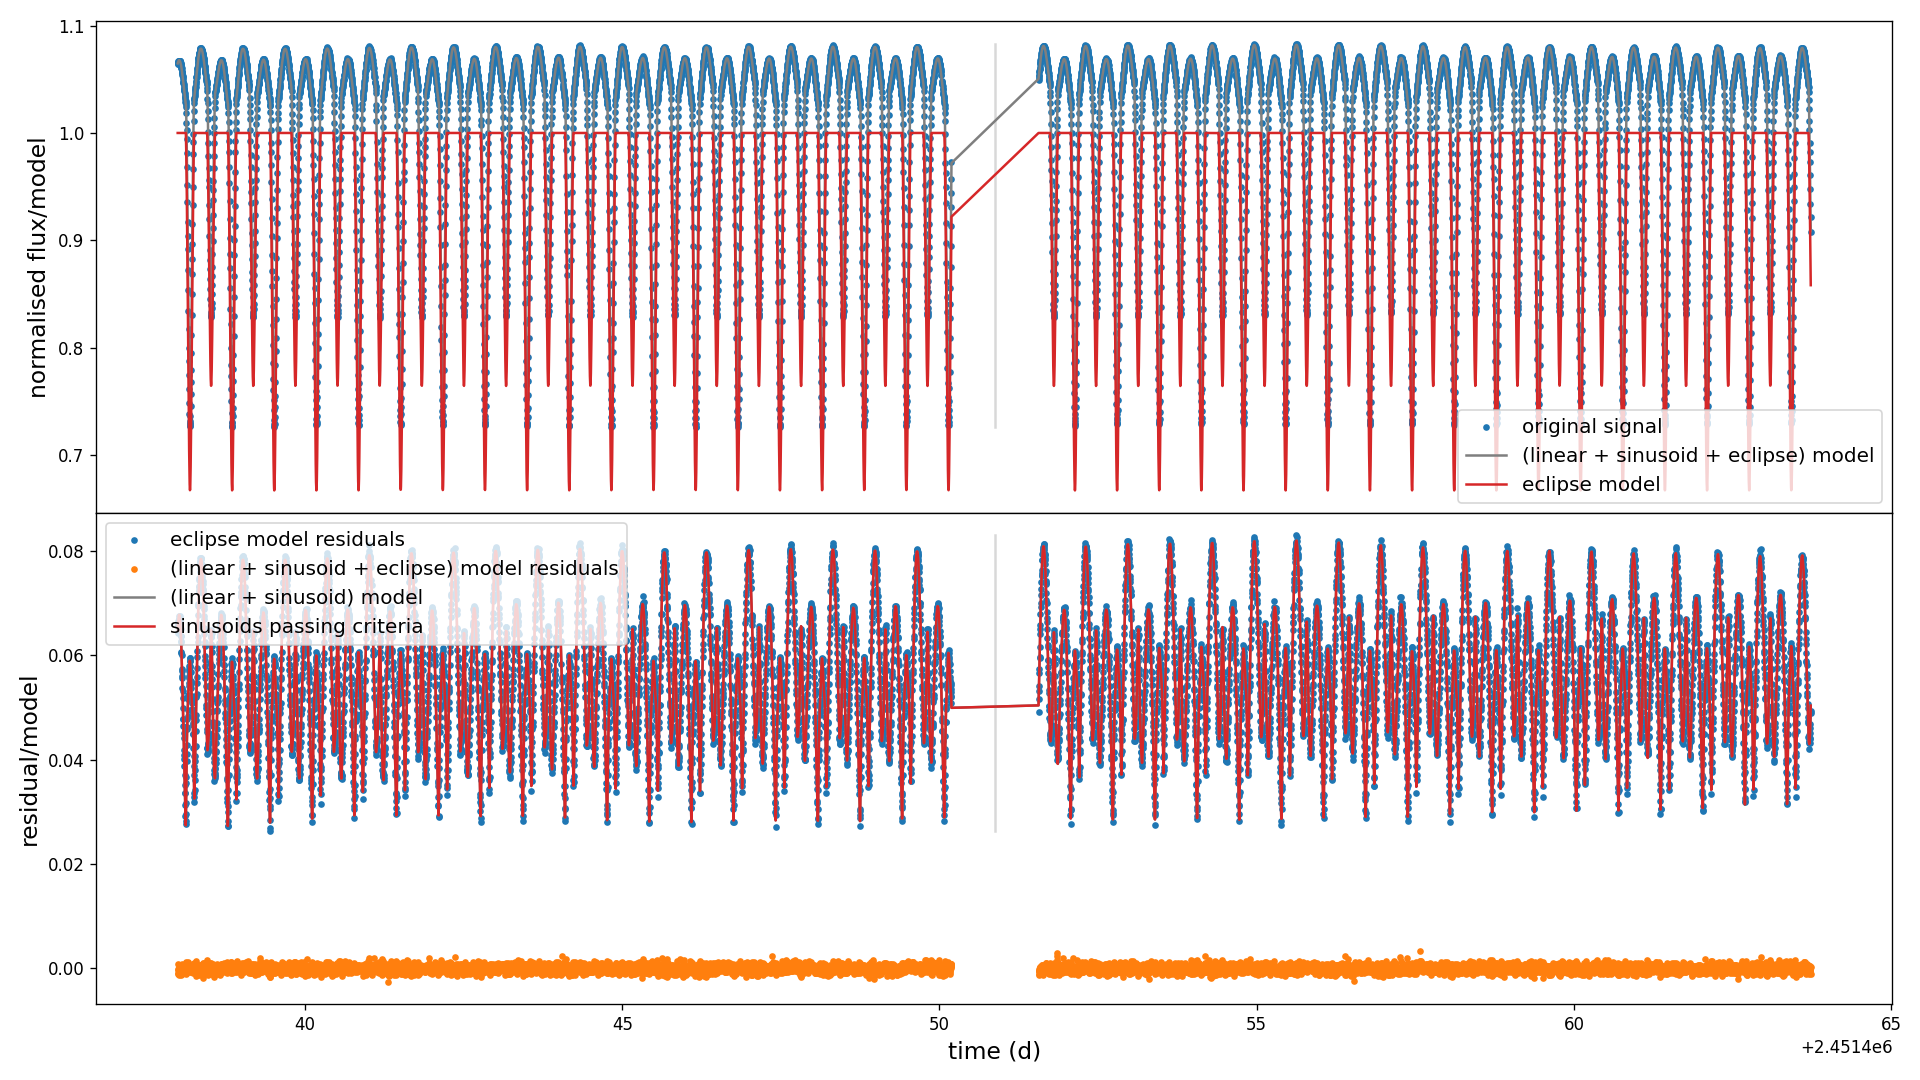 normalised flux/model
1.1
1.0
0.9
0.8
0.7
original signal
(linear + sinusoid + eclipse) model
eclipse model
residual/model
0.08
0.06
0.04
0.02
0.00
eclipse model residuals
(linear + sinusoid + eclipse) model residuals
(linear + sinusoid) model
sinusoids passing criteria
40 45 50 55 60 65
time (d)
+2.4514e6